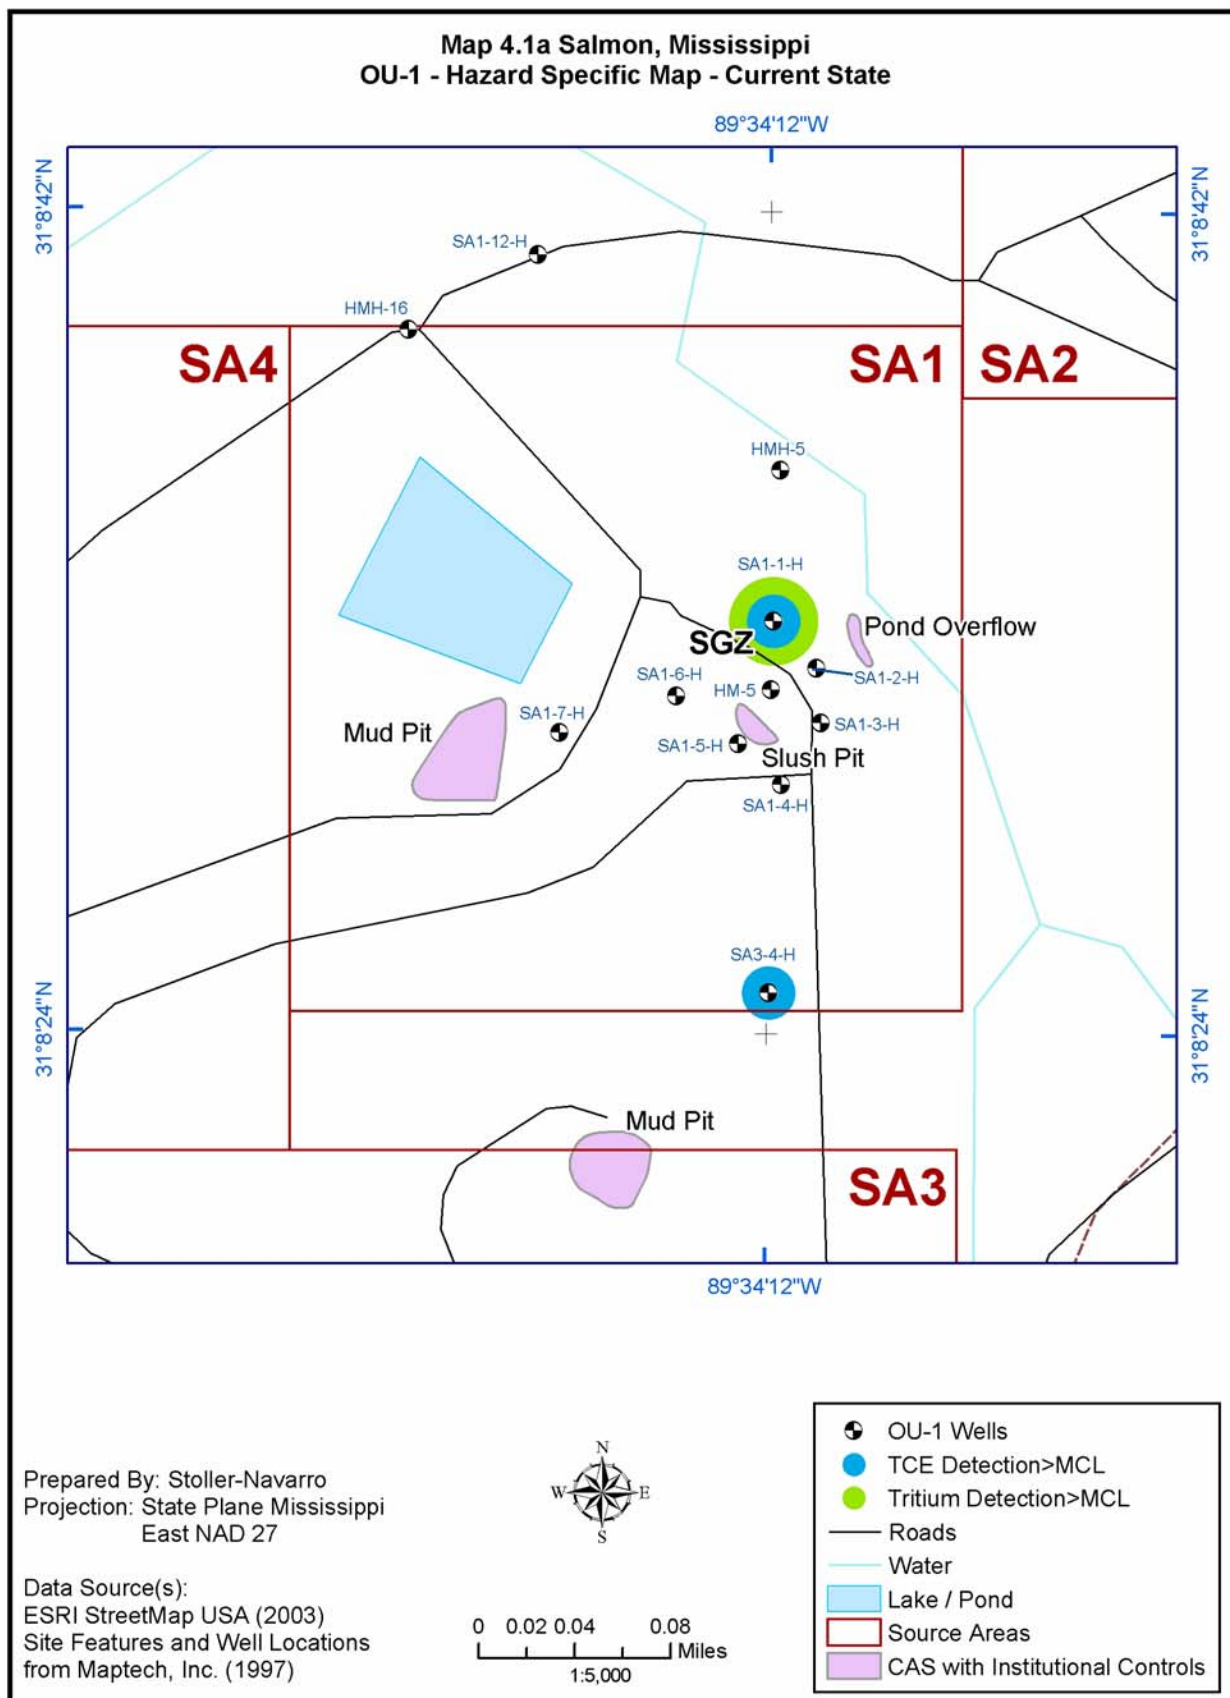 Map 4.1a Salmon, Mississippi
OU-1 - Hazard Specific Map - Current State
89°34'12"W
31°8'42"N
31°8'42"N
SA1-12-H
HMH-16
SA4
SA1
SA2
HMH-5
SA1-1-H
Pond Overflow
SGZ
SA1-6-H
HM-5
SA1-2-H
SA1-7-H
Mud Pit
SA1-3-H
SA1-5-H
Slush Pit
SA1-4-H
SA3-4-H
31°8'24"N
31°8'24"N
Mud Pit
SA3
89°34'12"W
Prepared By: Stoller-Navarro
Projection: State Plane Mississippi
East NAD 27
Data Source(s):
ESRI StreetMap USA (2003)
Site Features and Well Locations
from Maptech, Inc. (1997)
N
W
E
S
0 0.02 0.04 0.08
Miles
1:5,000
OU-1 Wells
TCE Detection>MCL
Tritium Detection>MCL
Roads
Water
Lake / Pond
Source Areas
CAS with Institutional Controls